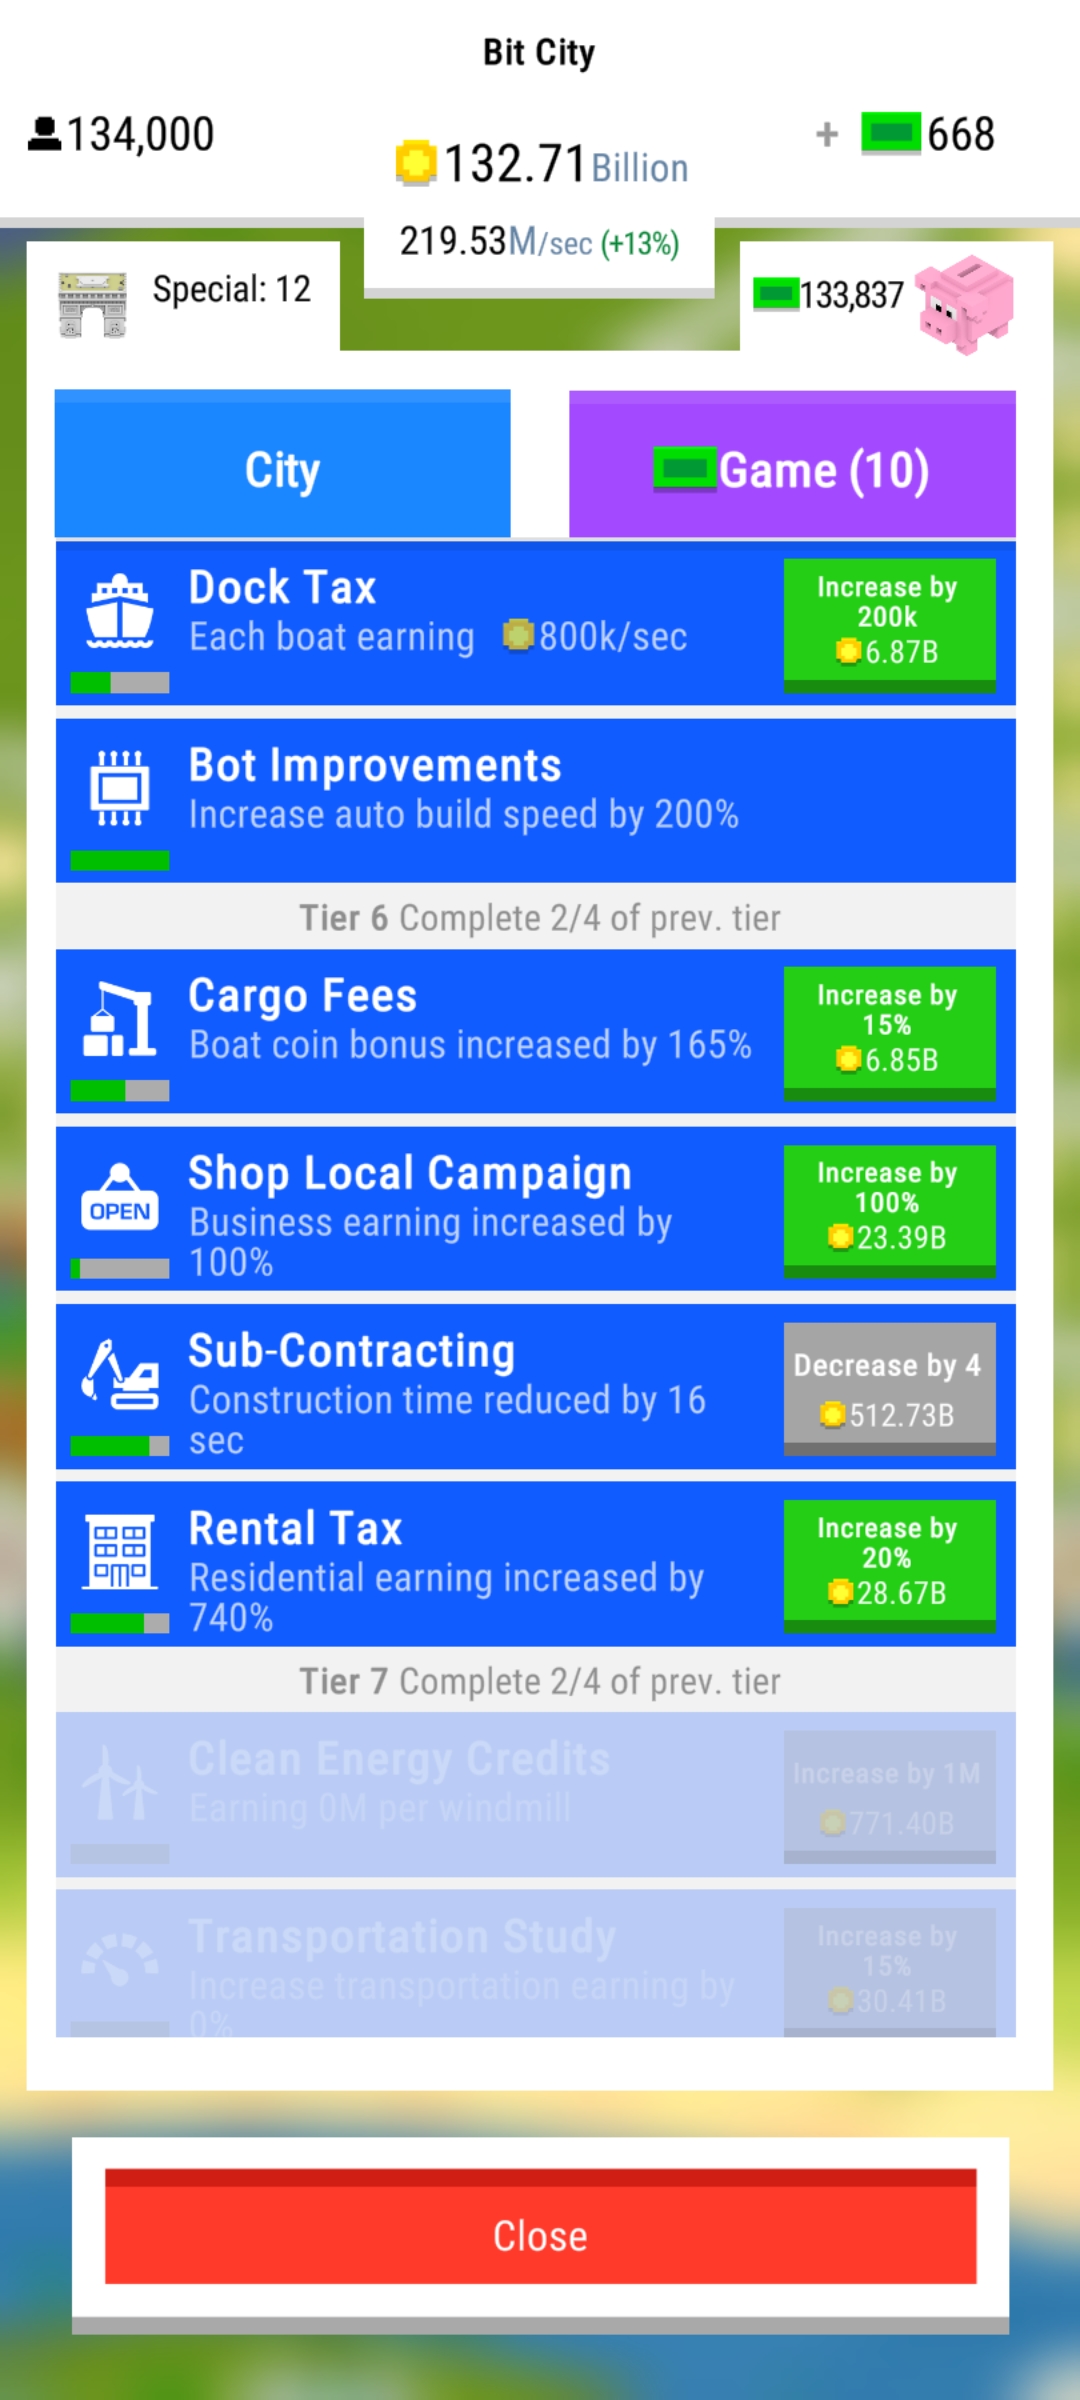 Bit City
134,000
132.71 Billion
+ 668
219.53M/sec (+13%)
Special: 12
133,837
City
Game (10)
Dock Tax
Each boat earning 800k/sec
Increase by
200k
6.87B
Bot Improvements
Increase auto build speed by 200%
Tier 6 Complete 2/4 of prev. tier
Cargo Fees
Boat coin bonus increased by 165%
Increase by
15%
6.85B
OPEN
Shop Local Campaign
Business earning increased by
100%
Increase by
100%
23.39B
Sub-Contracting
Construction time reduced by 16
sec
Decrease by 4
512.73B
Rental Tax
Residential earning increased by
740%
Increase by
20%
28.67B
Tier 7 Complete 2/4 of prev. tier
Clean Energy Credits
Earning 0M per windmill
Increase by 1M
771.40B
Transportation Study
Increase transportation earning by
0%
Increase by
15%
30.41B
Close